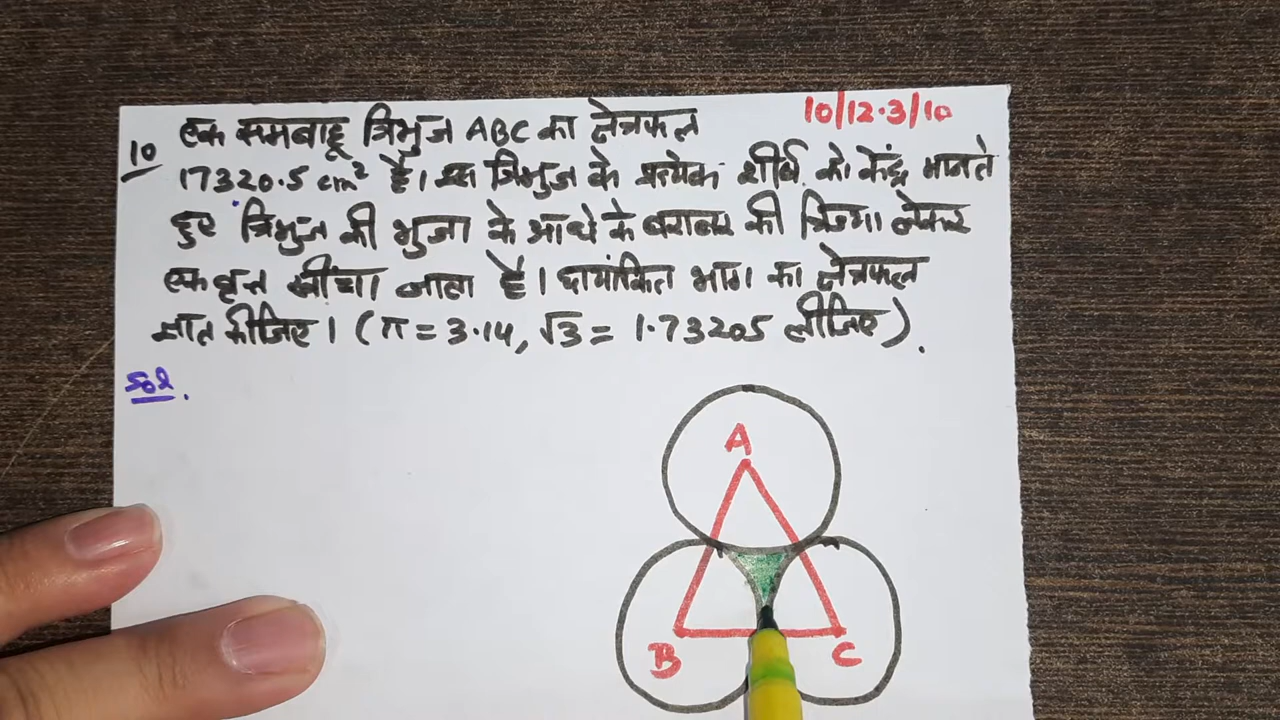 10/12.3/10
10 एक समबाहू त्रिभुज ABC का क्षेत्रफल
17320.5 cm² है। इस त्रिभुज के प्रत्येक शीर्ष को केंद्र मानते
हुए त्रिभुज की भुजा के आधे के बराबर की त्रिज्या लेकर
एक वृत्त खींचा जाता है। छायांकित भाग का क्षेत्रफल
ज्ञात कीजिए। (π = 3.14, √3 = 1.73205 लीजिए).
Sol.
A
B
C